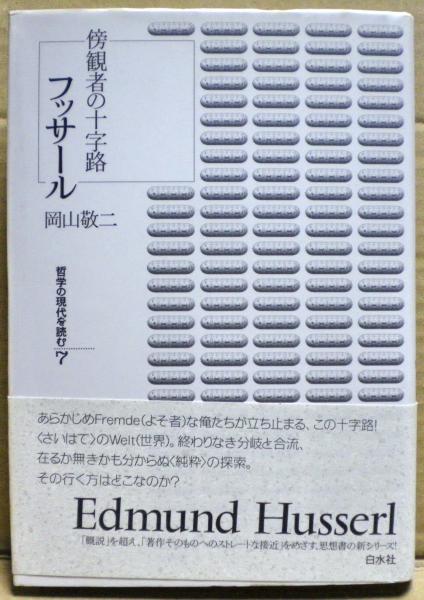 傍観者の十字路
フッサール
岡山敬二
哲学の現代を読む 7
あらかじめFremde(よそ者)な俺たちが立ち止まる、この十字路!
〈さいはて〉のWelt(世界)。終わりなき分岐と合流、
在るか無きかも分からぬ〈純粋〉の探索。
その行く方はどこなのか?
Edmund Husserl
「概説」を超え、「著作そのものへのストレートな接近」をめざす、思想書の新シリーズ!
白水社